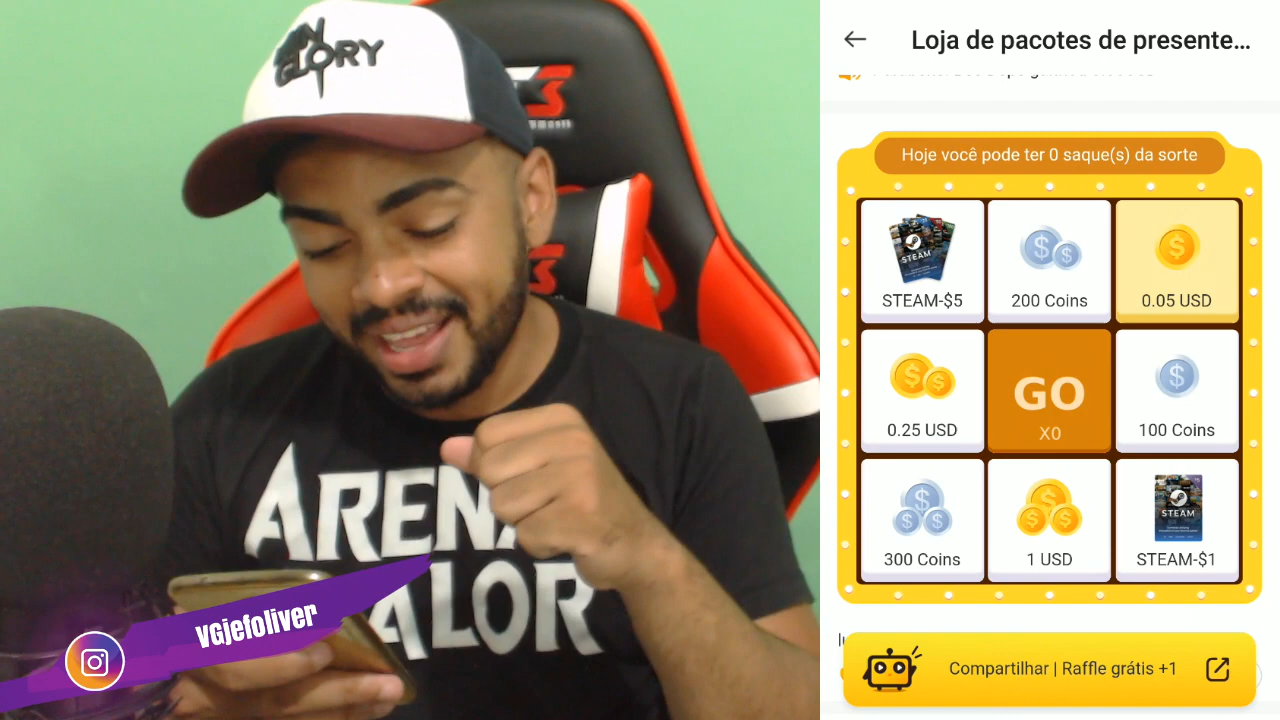 VAIN
GLORY
ARENA
VALOR
VGjefoliver
Loja de pacotes de presente...
Hoje você pode ter 0 saque(s) da sorte
STEAM
STEAM-$5
200 Coins
0.05 USD
0.25 USD
GO
X0
100 Coins
300 Coins
1 USD
STEAM
STEAM-$1
Compartilhar | Raffle grátis +1